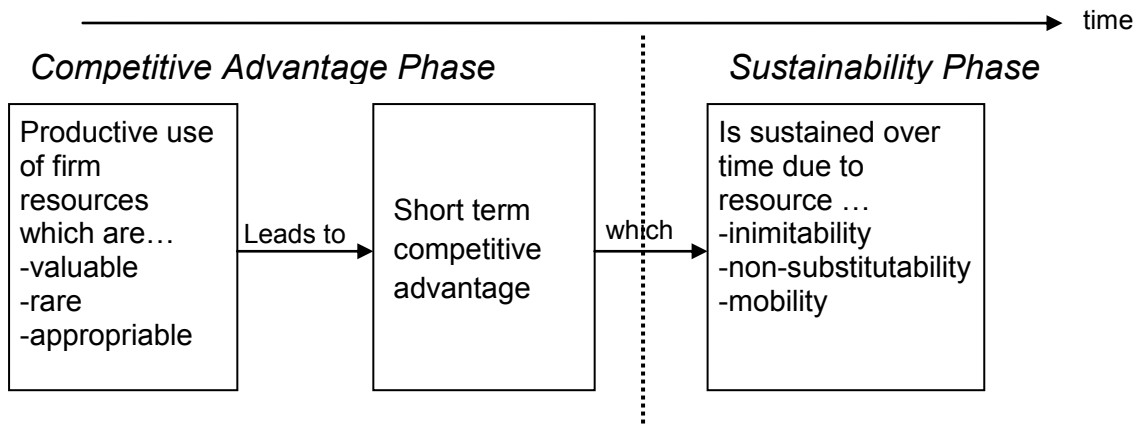 time
Competitive Advantage Phase
Sustainability Phase
Productive use
of firm
resources
which are…
-valuable
-rare
-appropriable
Leads to
Short term
competitive
advantage
which
Is sustained over
time due to
resource …
-inimitability
-non-substitutability
-mobility